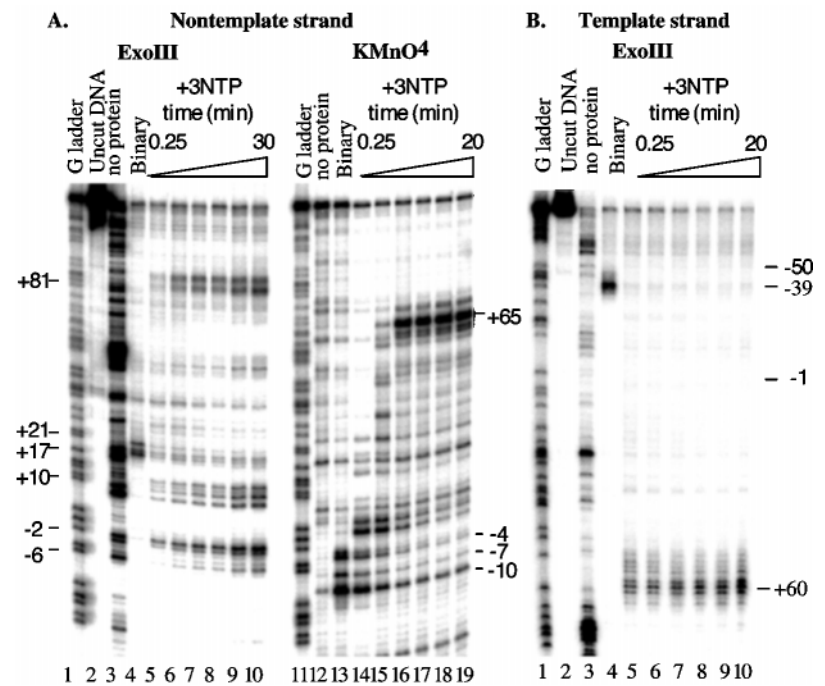 A. Nontemplate strand
ExoIII
G ladder
Uncut DNA
no protein
Binary
+3NTP
time (min)
0.25 30
+81
+21
+17
+10
-2
-6
1 2 3 4 5 6 7 8 9 10
KMnO4
G ladder
no protein
Binary
+3NTP
time (min)
0.25 20
+65
-4
-7
-10
11 12 13 14 15 16 17 18 19
B. Template strand
ExoIII
G ladder
Uncut DNA
no protein
Binary
+3NTP
time (min)
0.25 20
-50
-39
-1
+60
1 2 3 4 5 6 7 8 9 10